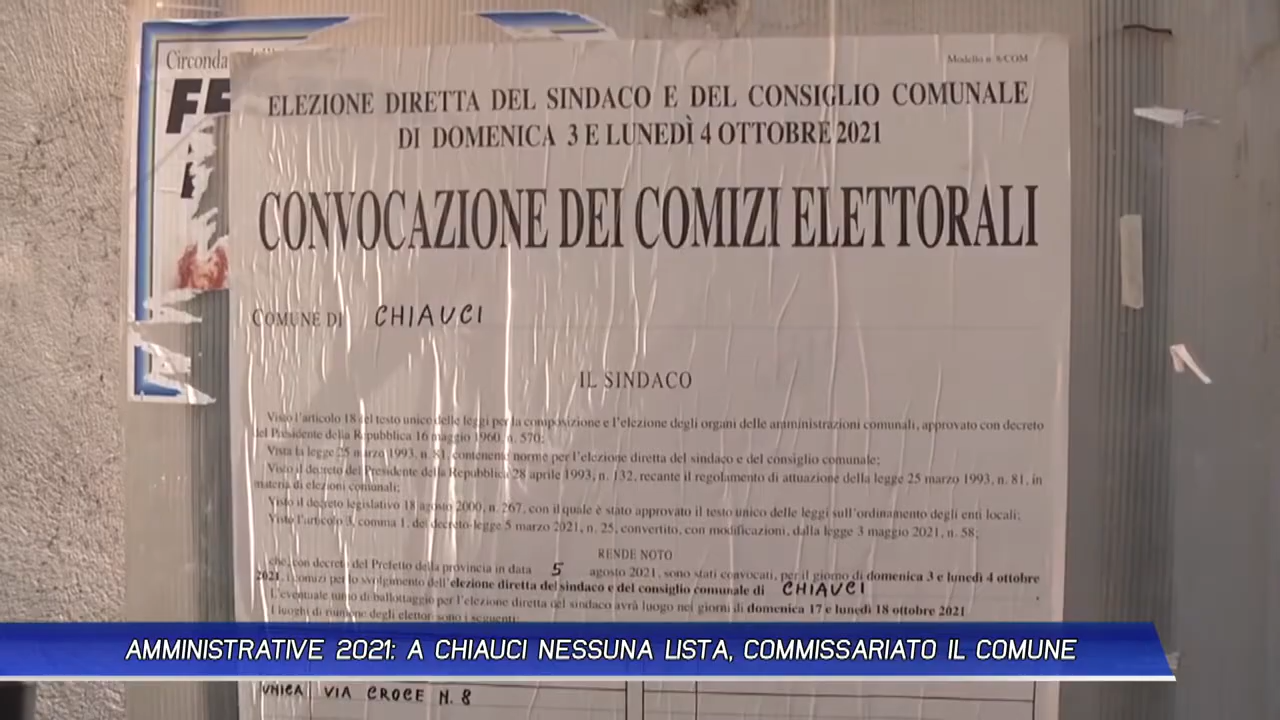 Circonda
Modello n. 8/COM
FE
ELEZIONE DIRETTA DEL SINDACO E DEL CONSIGLIO COMUNALE
DI DOMENICA 3 E LUNEDÌ 4 OTTOBRE 2021
CONVOCAZIONE DEI COMIZI ELETTORALI
COMUNE DI CHIAUCI
IL SINDACO
Visto l'articolo 18 del testo unico delle leggi per la composizione e l'elezione degli organi delle amministrazioni comunali, approvato con decreto
del Presidente della Repubblica 16 maggio 1960, n. 570;
Vista la legge 25 marzo 1993, n. 81, contenente norme per l'elezione diretta del sindaco e del consiglio comunale;
Visto il decreto del Presidente della Repubblica 28 aprile 1993, n. 132, recante il regolamento di attuazione della legge 25 marzo 1993, n. 81, in
materia di elezioni comunali;
Visto il decreto legislativo 18 agosto 2000, n. 267, con il quale è stato approvato il testo unico delle leggi sull'ordinamento degli enti locali;
Visto l'articolo 3, comma 1, del decreto-legge 5 marzo 2021, n. 25, convertito, con modificazioni, dalla legge 3 maggio 2021, n. 58;
RENDE NOTO
che, con decreto del Prefetto della provincia in data 5 agosto 2021, sono stati convocati, per il giorno di domenica 3 e lunedì 4 ottobre
2021, i comizi per lo svolgimento dell'elezione diretta del sindaco e del consiglio comunale di CHIAUCI .
L'eventuale turno di ballottaggio per l'elezione diretta del sindaco avrà luogo nei giorni di domenica 17 e lunedì 18 ottobre 2021
I luoghi di riunione degli elettori sono i seguenti:
AMMINISTRATIVE 2021: A CHIAUCI NESSUNA LISTA, COMMISSARIATO IL COMUNE
UNICA VIA CROCE N. 8